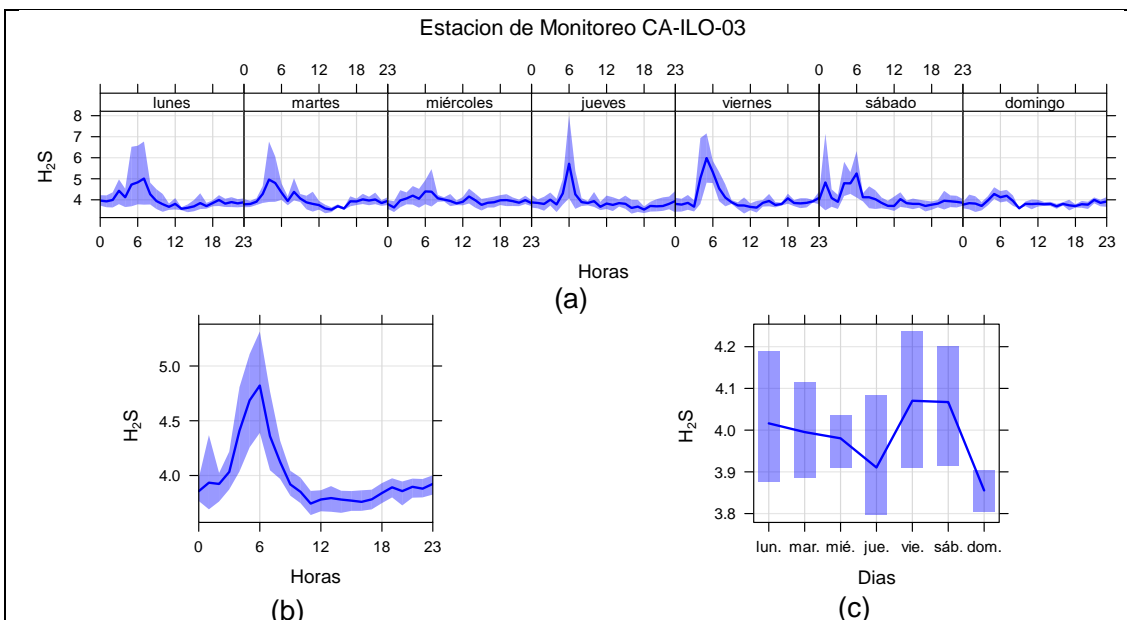 Estacion de Monitoreo CA-ILO-03
0 6 12 18 23 0 6 12 18 23 0 6 12 18 23
lunes martes miércoles jueves viernes sábado domingo
8
7
6
5
4
H₂S
0 6 12 18 23 0 6 12 18 23 0 6 12 18 23 0 6 12 18 23
Horas
(a)
5.0
4.5
4.0
H₂S
0 6 12 18 23
Horas
(b)
4.2
4.1
4.0
3.9
3.8
H₂S
lun. mar. mié. jue. vie. sáb. dom.
Dias
(c)